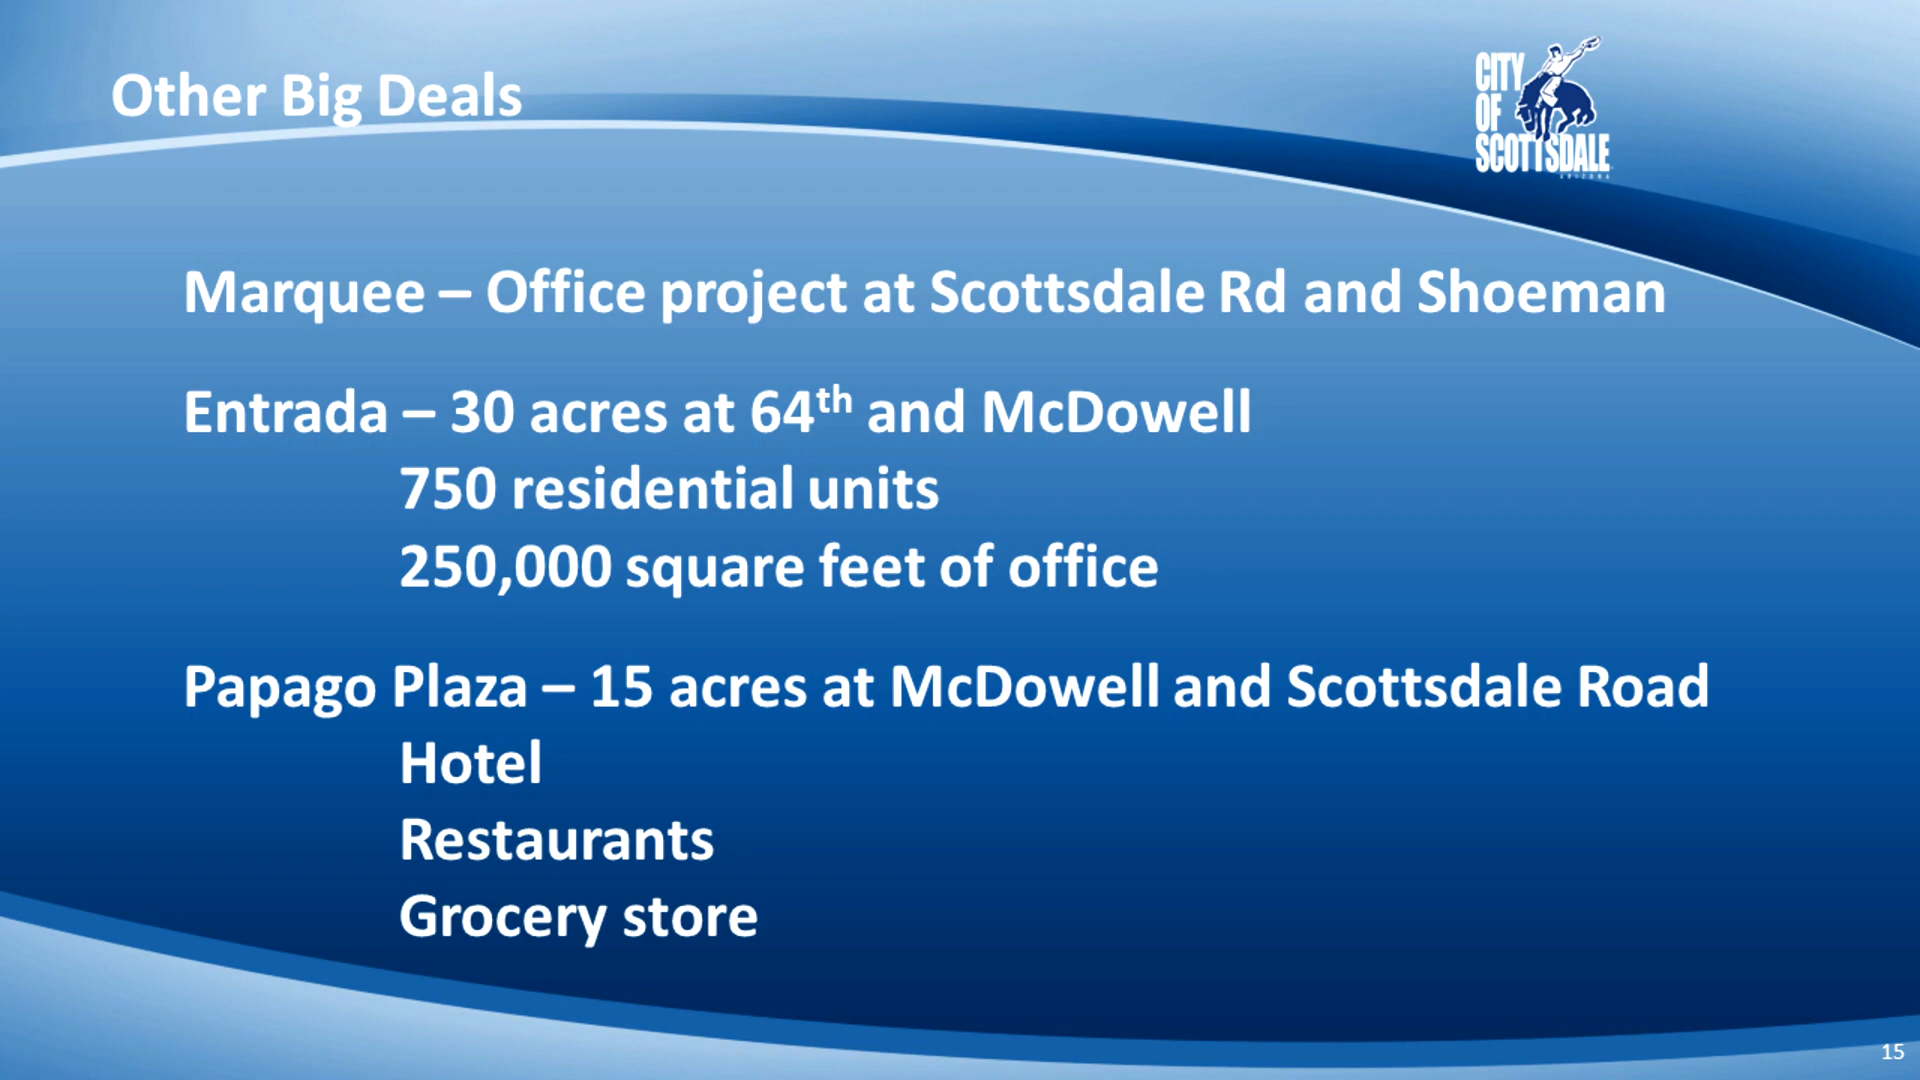 Other Big Deals
CITY
OF
SCOTTSDALE
ARIZONA
Marquee – Office project at Scottsdale Rd and Shoeman
Entrada – 30 acres at 64th and McDowell
750 residential units
250,000 square feet of office
Papago Plaza – 15 acres at McDowell and Scottsdale Road
Hotel
Restaurants
Grocery store
15